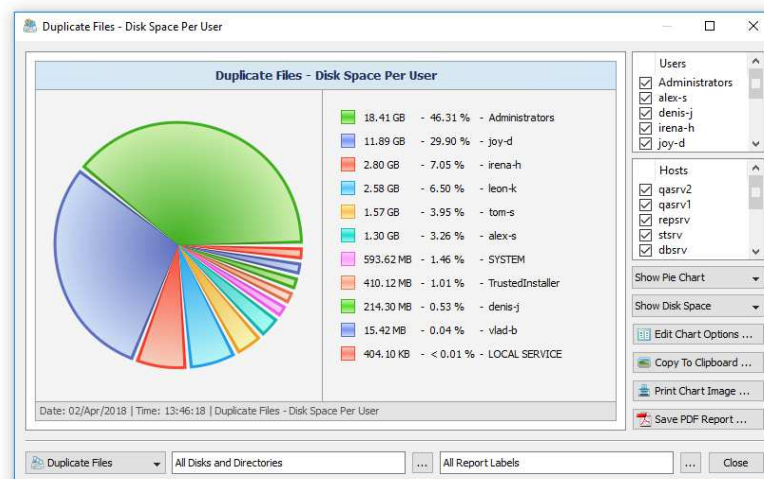 Duplicate Files - Disk Space Per User
Duplicate Files - Disk Space Per User
18.41 GB - 46.31 % - Administrators
11.89 GB - 29.90 % - joy-d
2.80 GB - 7.05 % - irena-h
2.58 GB - 6.50 % - leon-k
1.57 GB - 3.95 % - tom-s
1.30 GB - 3.26 % - alex-s
593.62 MB - 1.46 % - SYSTEM
410.12 MB - 1.01 % - TrustedInstaller
214.30 MB - 0.53 % - denis-j
15.42 MB - 0.04 % - vlad-b
404.10 KB - < 0.01 % - LOCAL SERVICE
Date: 02/Apr/2018 | Time: 13:46:18 | Duplicate Files - Disk Space Per User
Users
Administrators
alex-s
denis-j
irena-h
joy-d
Hosts
qasrv2
qasrv1
repsrv
stsrv
dbsrv
Show Pie Chart
Show Disk Space
Edit Chart Options ...
Copy To Clipboard ...
Print Chart Image ...
Save PDF Report ...
Duplicate Files
All Disks and Directories
...
All Report Labels
...
Close